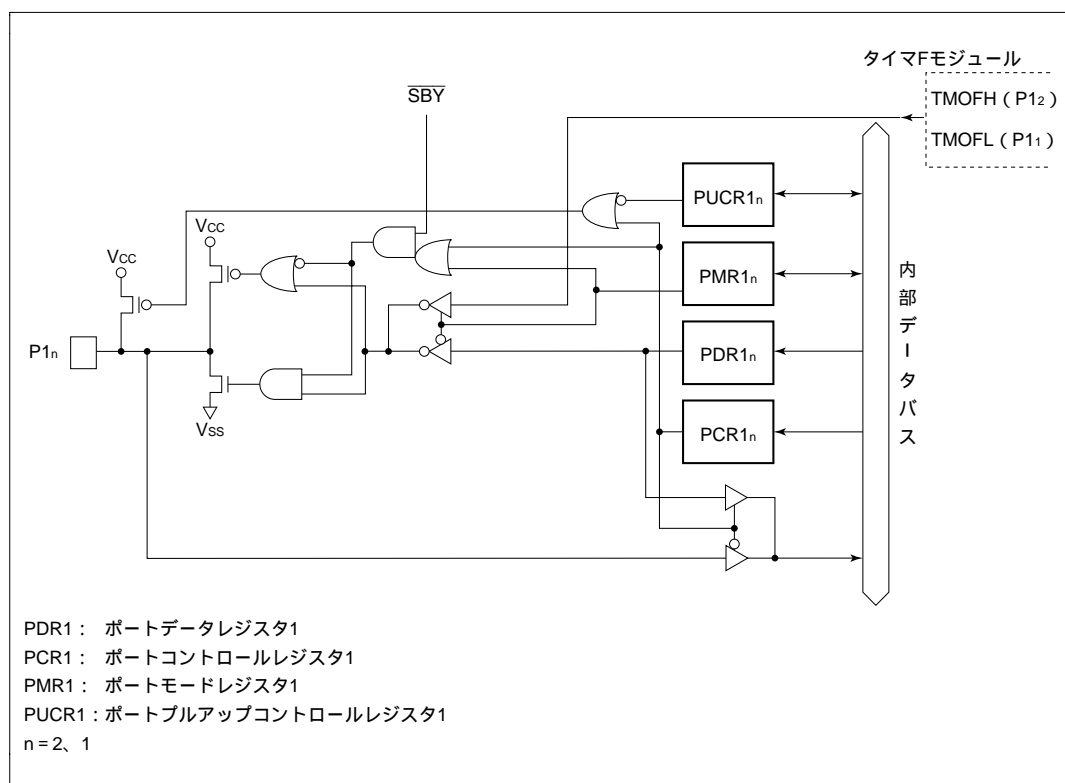 タイマFモジュール
TMOFH（P1₂）
TMOFL（P1₁）
SBY
PUCR1n
VCC
VCC
PMR1n
内部データバス
P1n
PDR1n
VSS
PCR1n
PDR1： ポートデータレジスタ1
PCR1： ポートコントロールレジスタ1
PMR1： ポートモードレジスタ1
PUCR1：ポートプルアップコントロールレジスタ1
n = 2、1